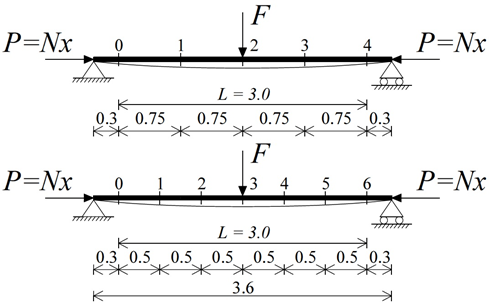 F
P=Nx 0 1 2 3 4 P=Nx
L = 3.0
0.3 0.75 0.75 0.75 0.75 0.3
F
P=Nx 0 1 2 3 4 5 6 P=Nx
L = 3.0
0.3 0.5 0.5 0.5 0.5 0.5 0.5 0.3
3.6